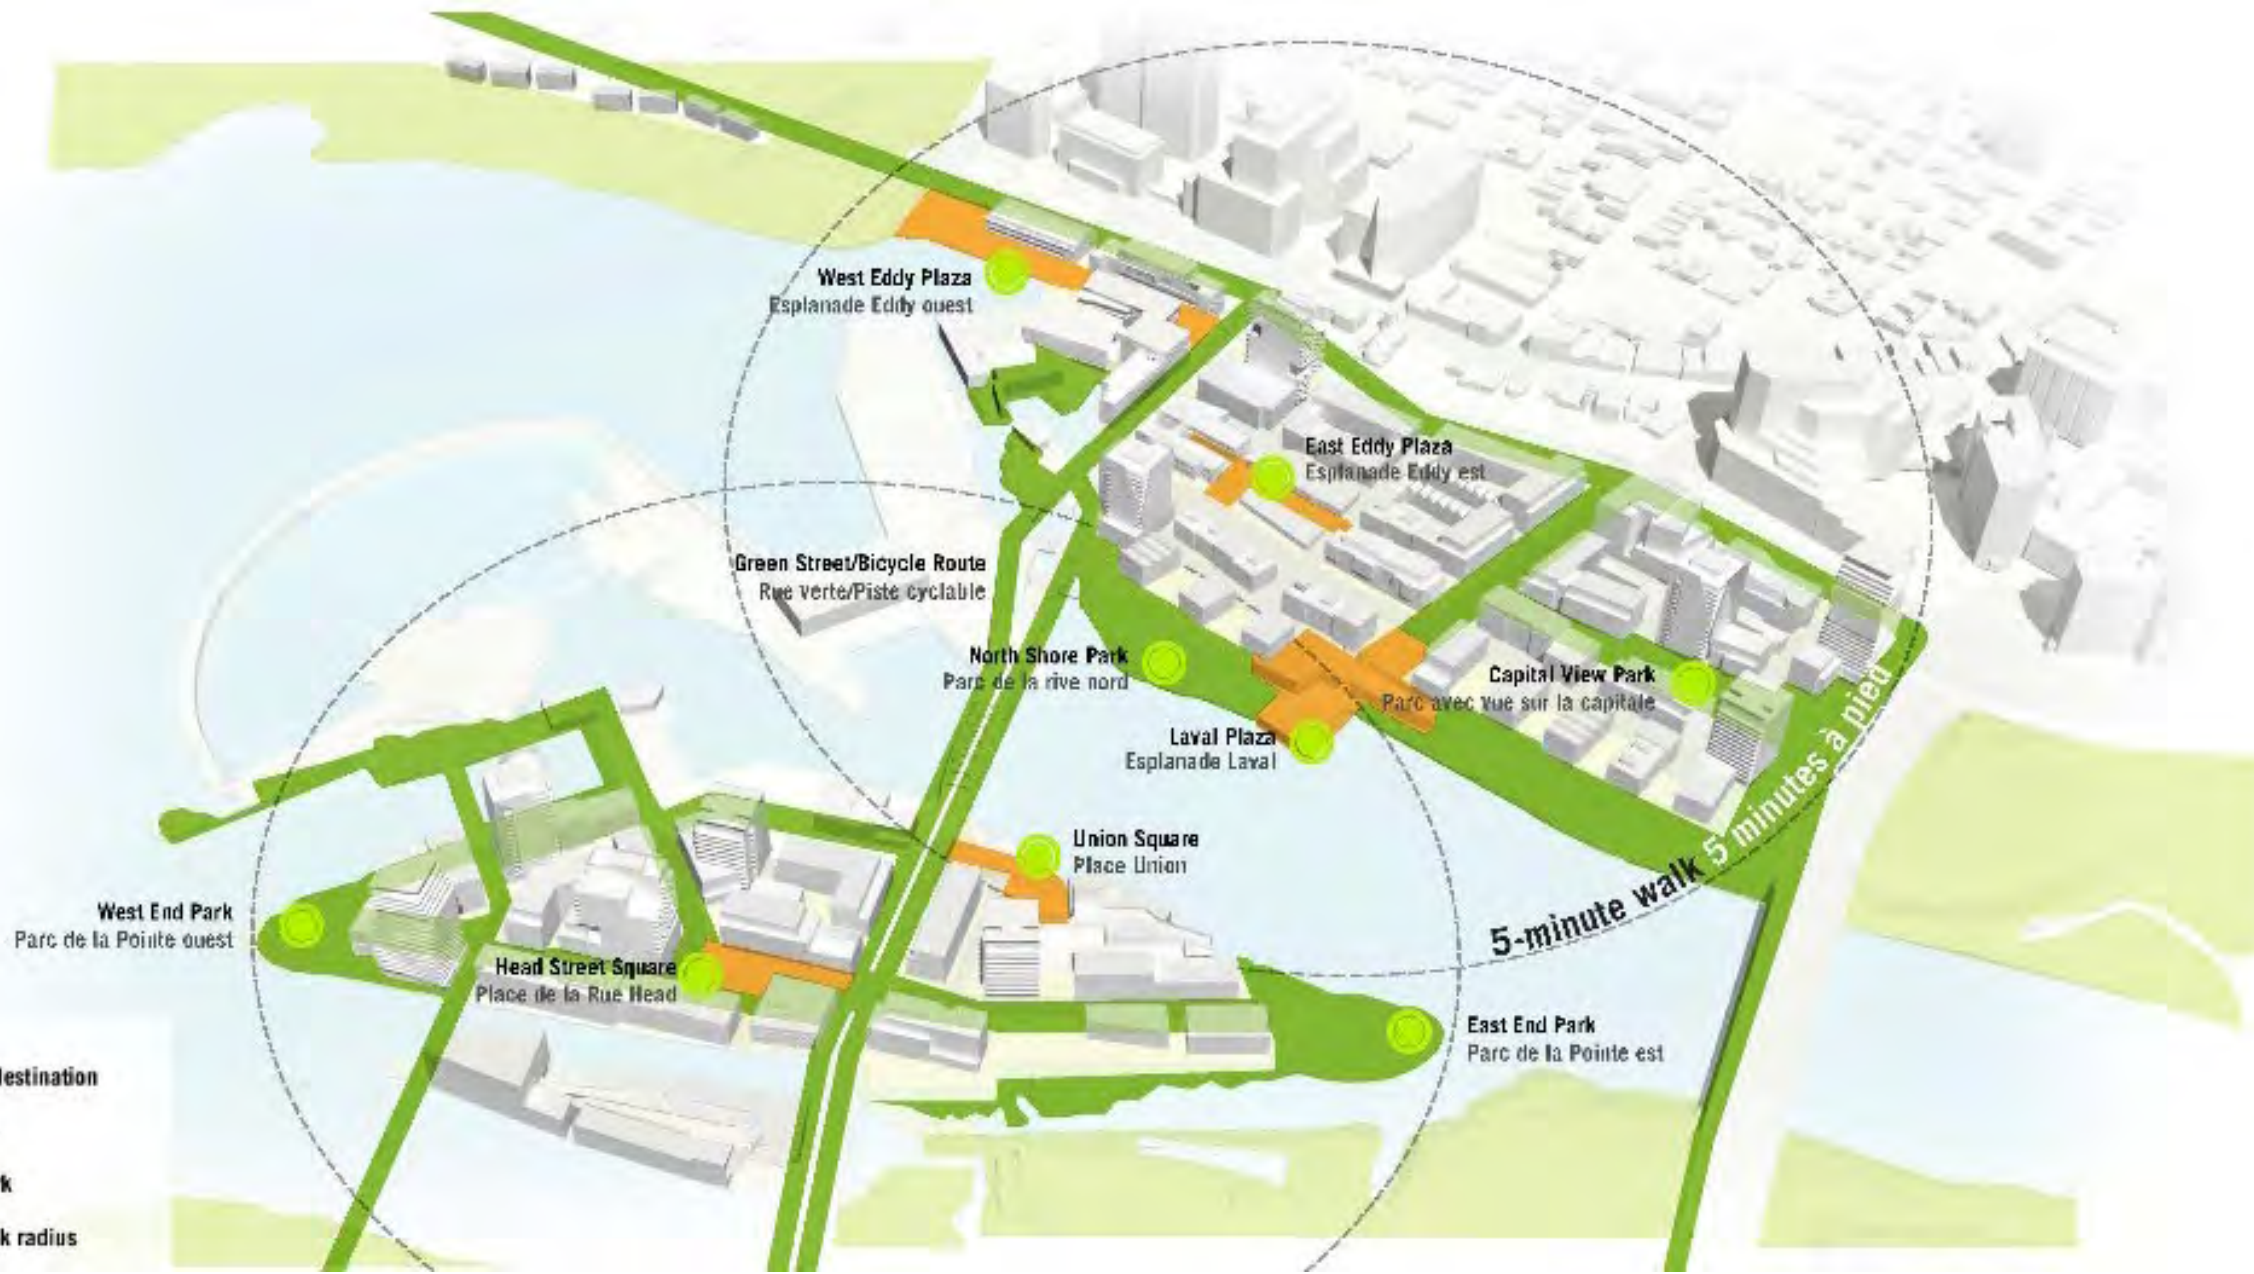 West Eddy Plaza
Esplanade Eddy ouest
East Eddy Plaza
Esplanade Eddy est
Green Street/Bicycle Route
Rue verte/Piste cyclable
North Shore Park
Parc de la rive nord
Capital View Park
Parc avec vue sur la capitale
Laval Plaza
Esplanade Laval
5-minute walk 5 minutes à pied
Union Square
Place Union
West End Park
Parc de la Pointe ouest
Head Street Square
Place de la Rue Head
East End Park
Parc de la Pointe est
destination
k
k radius